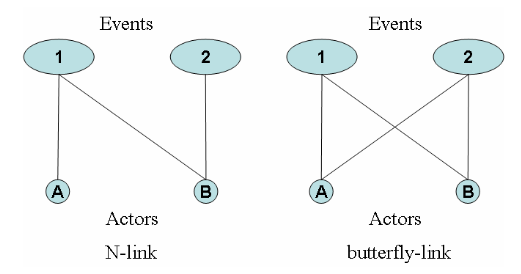 Events Events
1 2 1 2
A B A B
Actors Actors
N-link butterfly-link